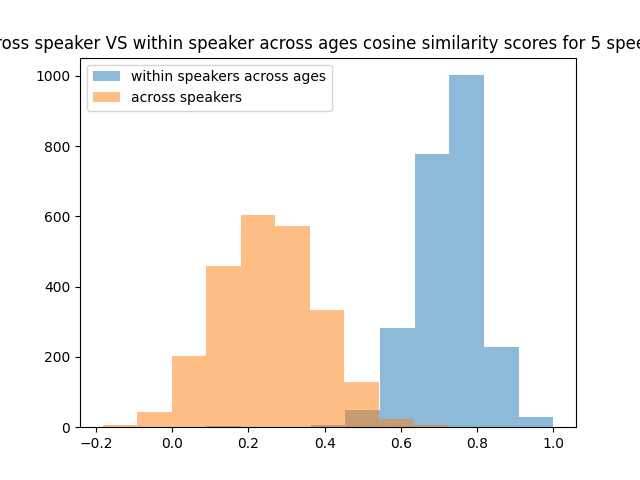 ross speaker VS within speaker across ages cosine similarity scores for 5 spee
within speakers across ages
across speakers
1000
800
600
400
200
0
−0.2 0.0 0.2 0.4 0.6 0.8 1.0